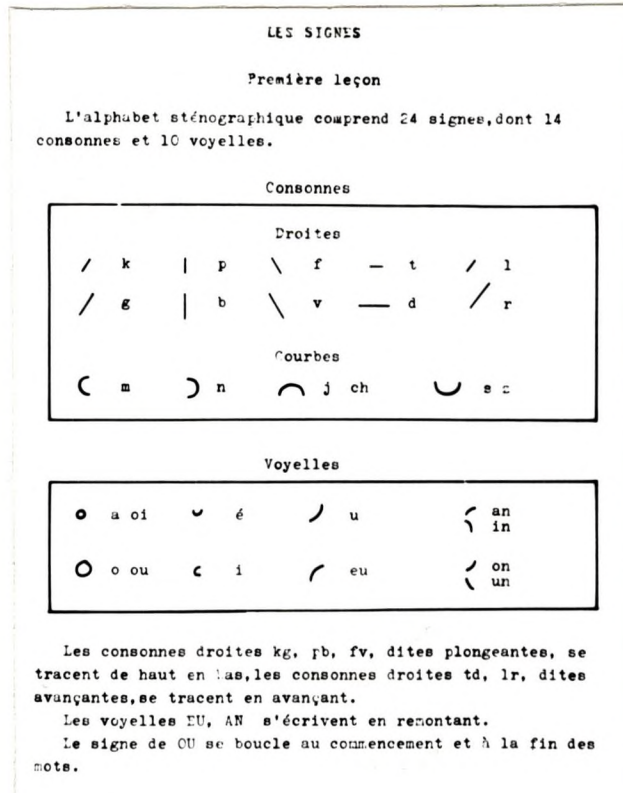 LES SIGNES
Première leçon
L'alphabet sténographique comprend 24 signes,dont 14
consonnes et 10 voyelles.
Consonnes
Droites
k p f t l
g b v d r
Courbes
m n j ch s z
Voyelles
a oi é u an
in
o ou i eu on
un
Les consonnes droites kg, pb, fv, dites plongeantes, se
tracent de haut en bas,les consonnes droites td, lr, dites
avançantes,se tracent en avançant.
Les voyelles EU, AN s'écrivent en remontant.
Le signe de OU se boucle au commencement et à la fin des
mots.